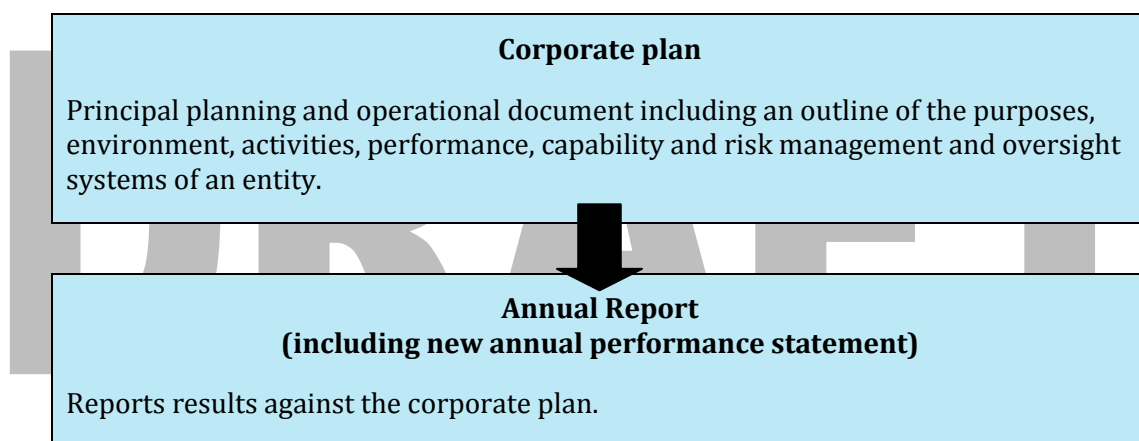 Corporate plan
Principal planning and operational document including an outline of the purposes,
environment, activities, performance, capability and risk management and oversight
systems of an entity.
DRAFT
Annual Report
(including new annual performance statement)
Reports results against the corporate plan.